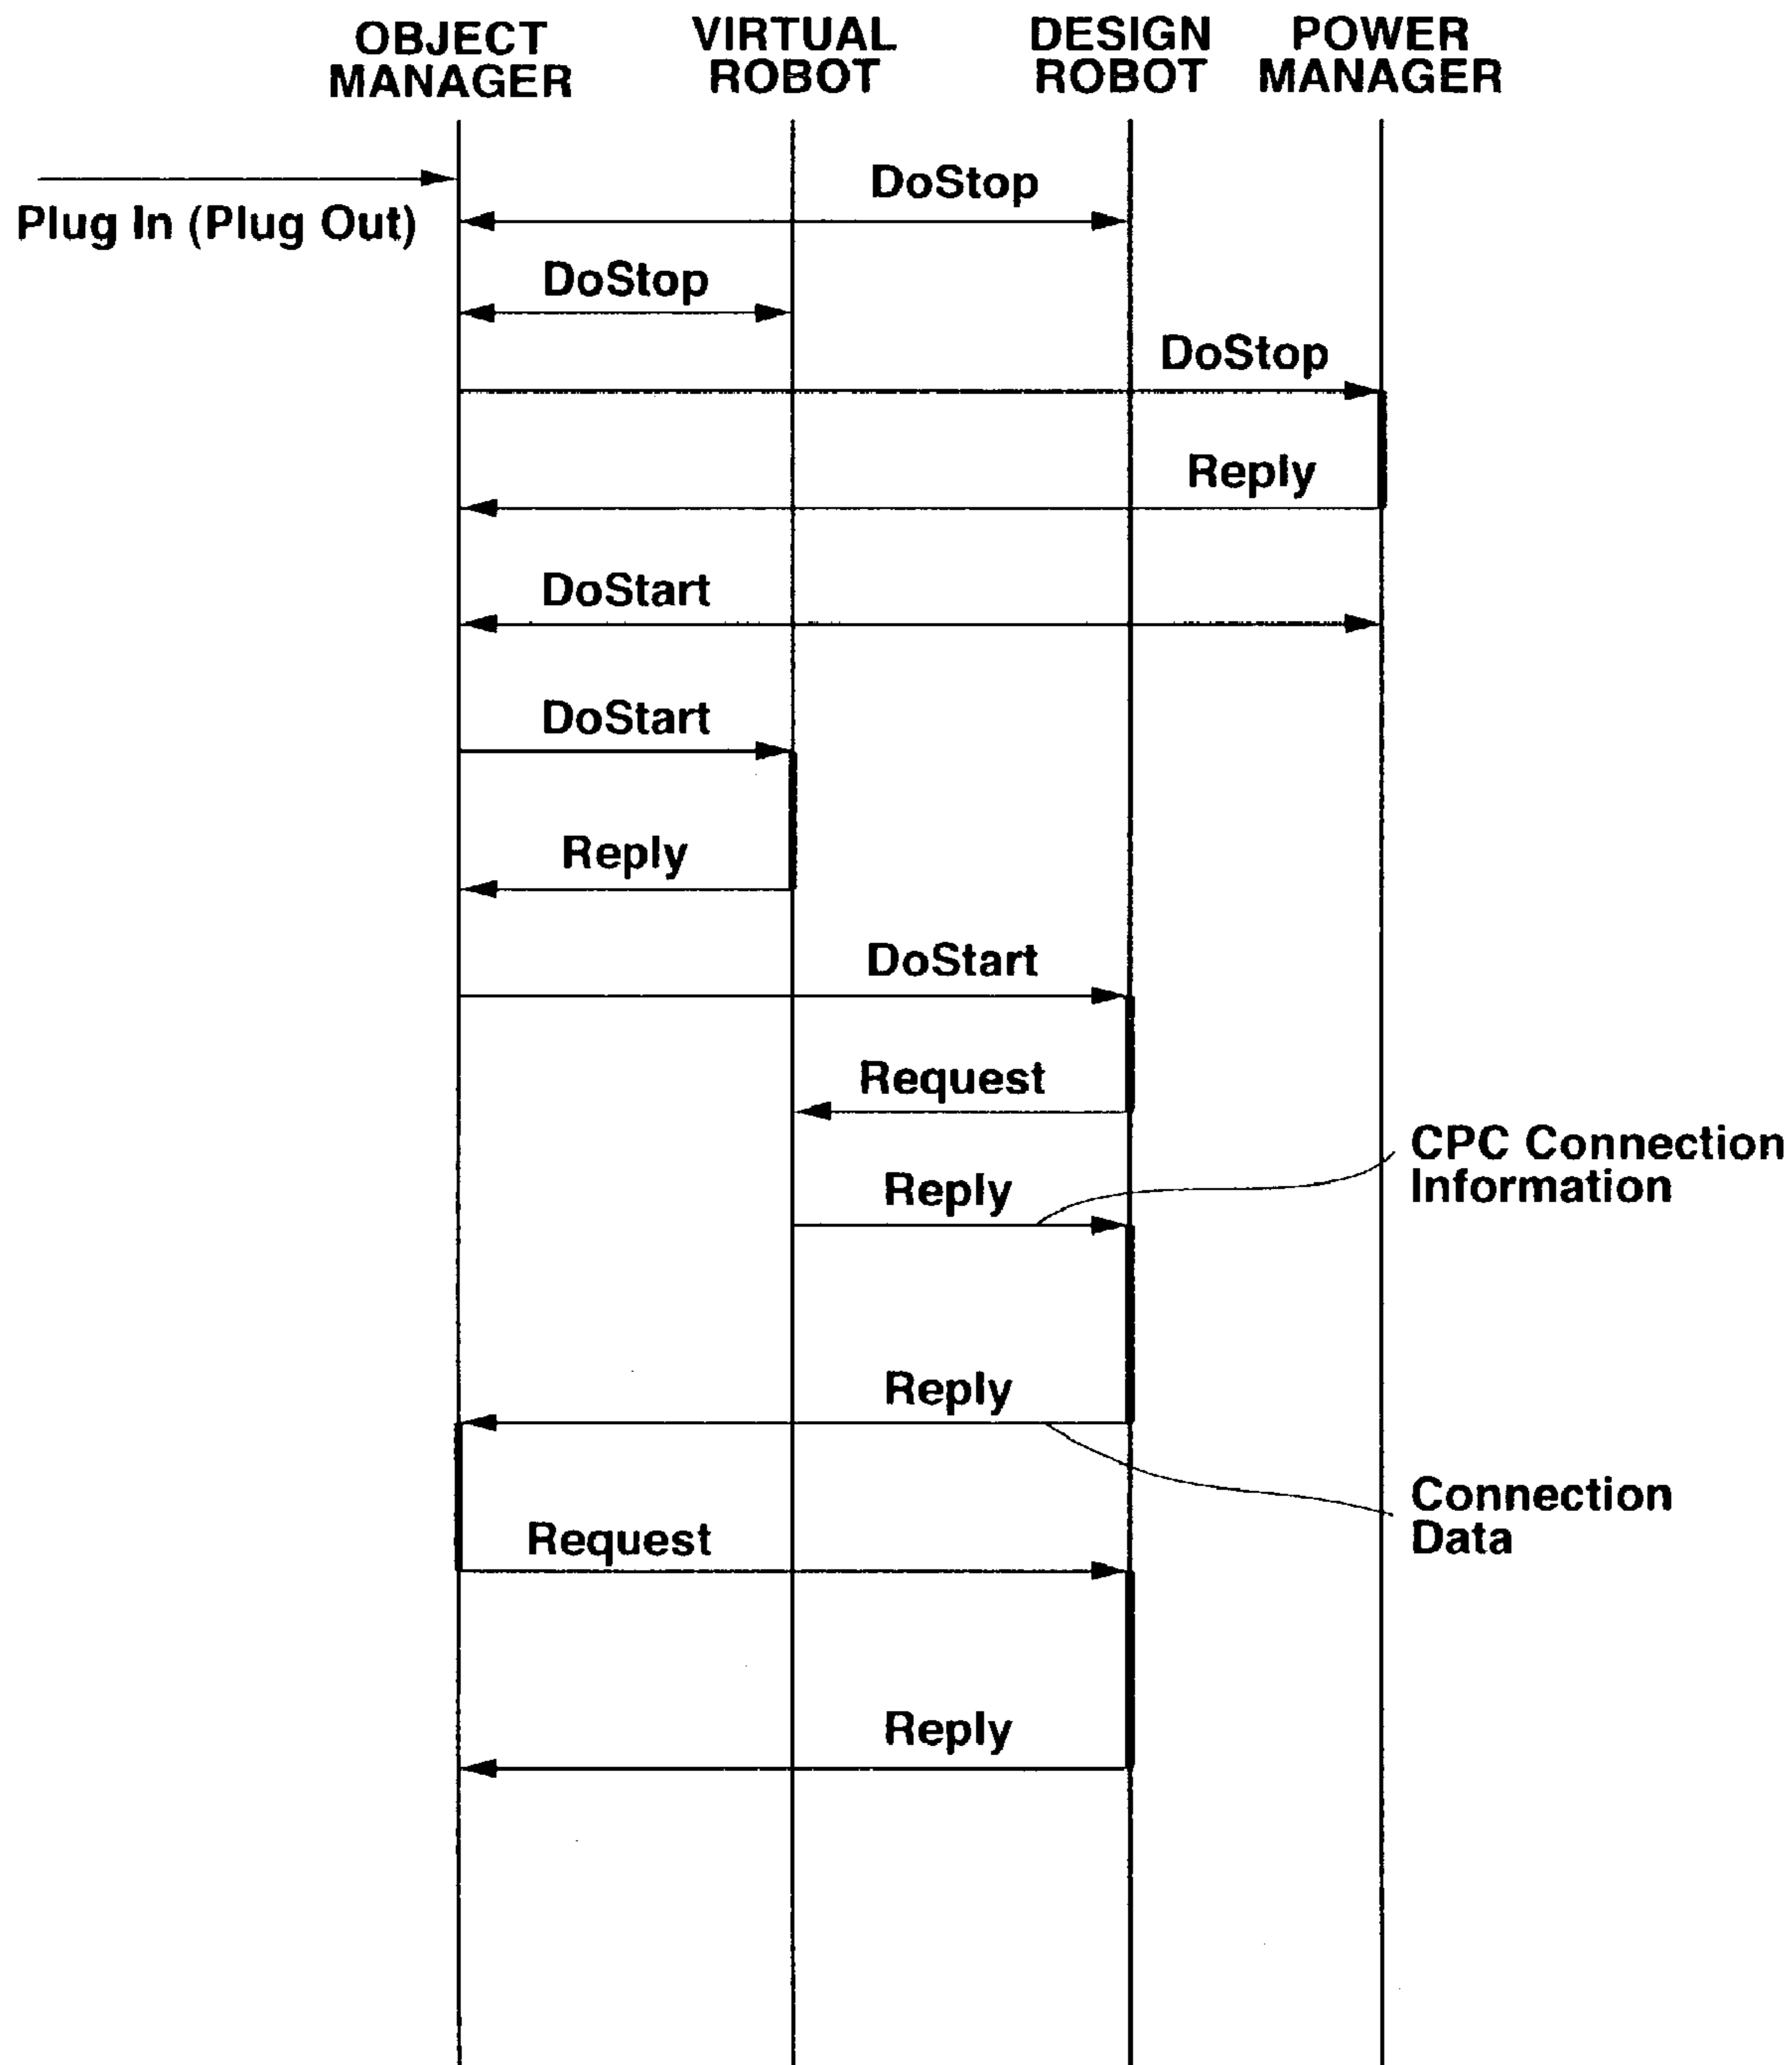 OBJECT
MANAGER
VIRTUAL
ROBOT
DESIGN
ROBOT
POWER
MANAGER
DoStop
Plug In (Plug Out)
DoStop
DoStop
Reply
DoStart
DoStart
Reply
DoStart
Request
CPC Connection
Information
Reply
Reply
Connection
Data
Request
Reply